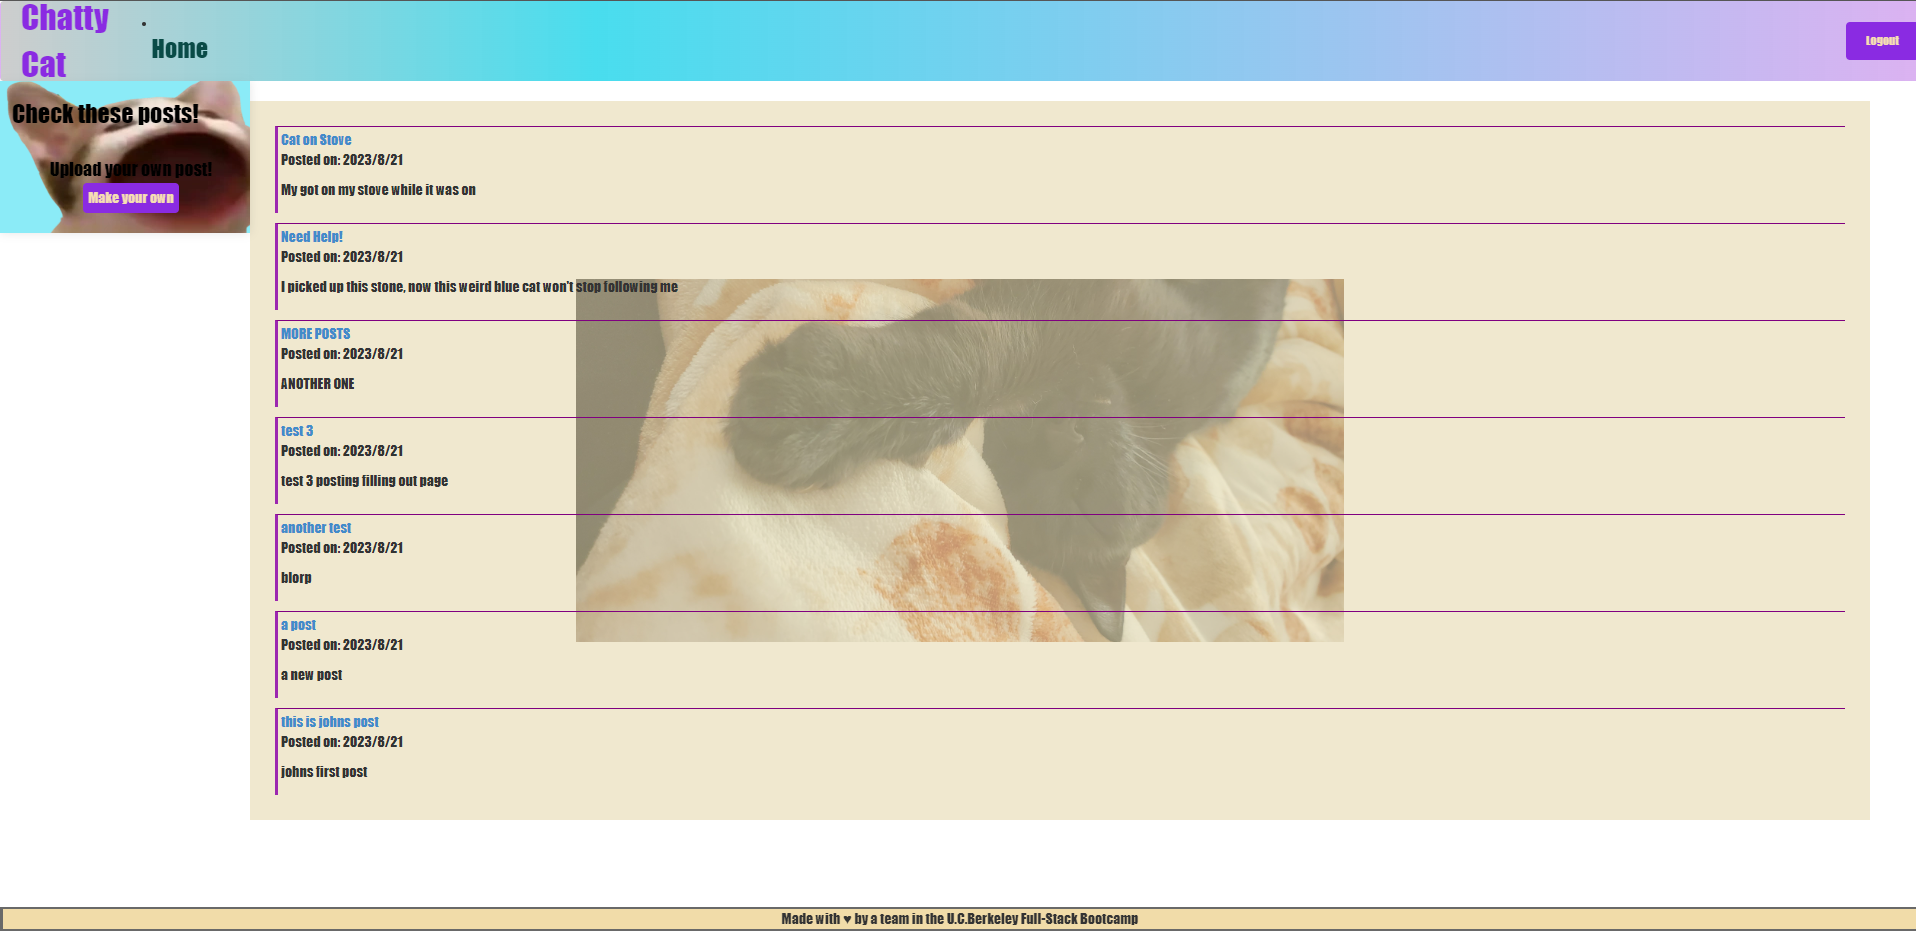 Chatty
Cat
Home
Logout
Check these posts!
Upload your own post!
Make your own
Cat on Stove
Posted on: 2023/8/21
My got on my stove while it was on
Need Help!
Posted on: 2023/8/21
I picked up this stone, now this weird blue cat won't stop following me
MORE POSTS
Posted on: 2023/8/21
ANOTHER ONE
test 3
Posted on: 2023/8/21
test 3 posting filling out page
another test
Posted on: 2023/8/21
blorp
a post
Posted on: 2023/8/21
a new post
this is johns post
Posted on: 2023/8/21
johns first post
Made with ♥ by a team in the U.C.Berkeley Full-Stack Bootcamp